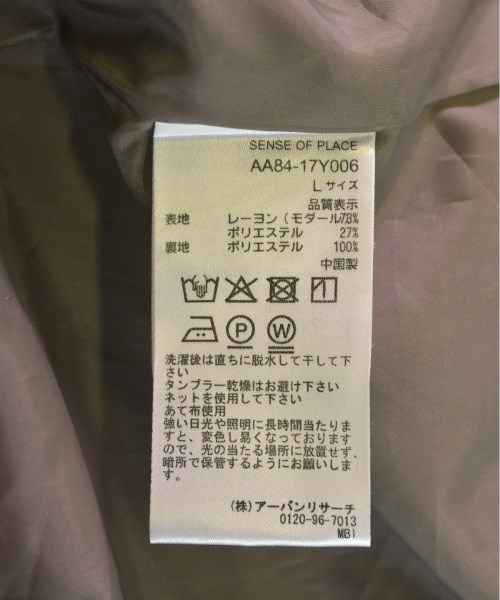 SENSE OF PLACE
AA84-17Y006
L サイズ
品質表示
表地 レーヨン(モダール)73%
ポリエステル 27%
裏地 ポリエステル 100%
中国製
P W
洗濯後は直ちに脱水して干して下
さい
タンブラー乾燥はお避け下さい
ネットを使用して下さい
あて布使用
強い日光や照明に長時間当たりま
すと、変色し易くなっております
ので、光の当たる場所に放置せず、
暗所で保管するようにお願いしま
す。
(株)アーバンリサーチ
0120-96-7013
MB1